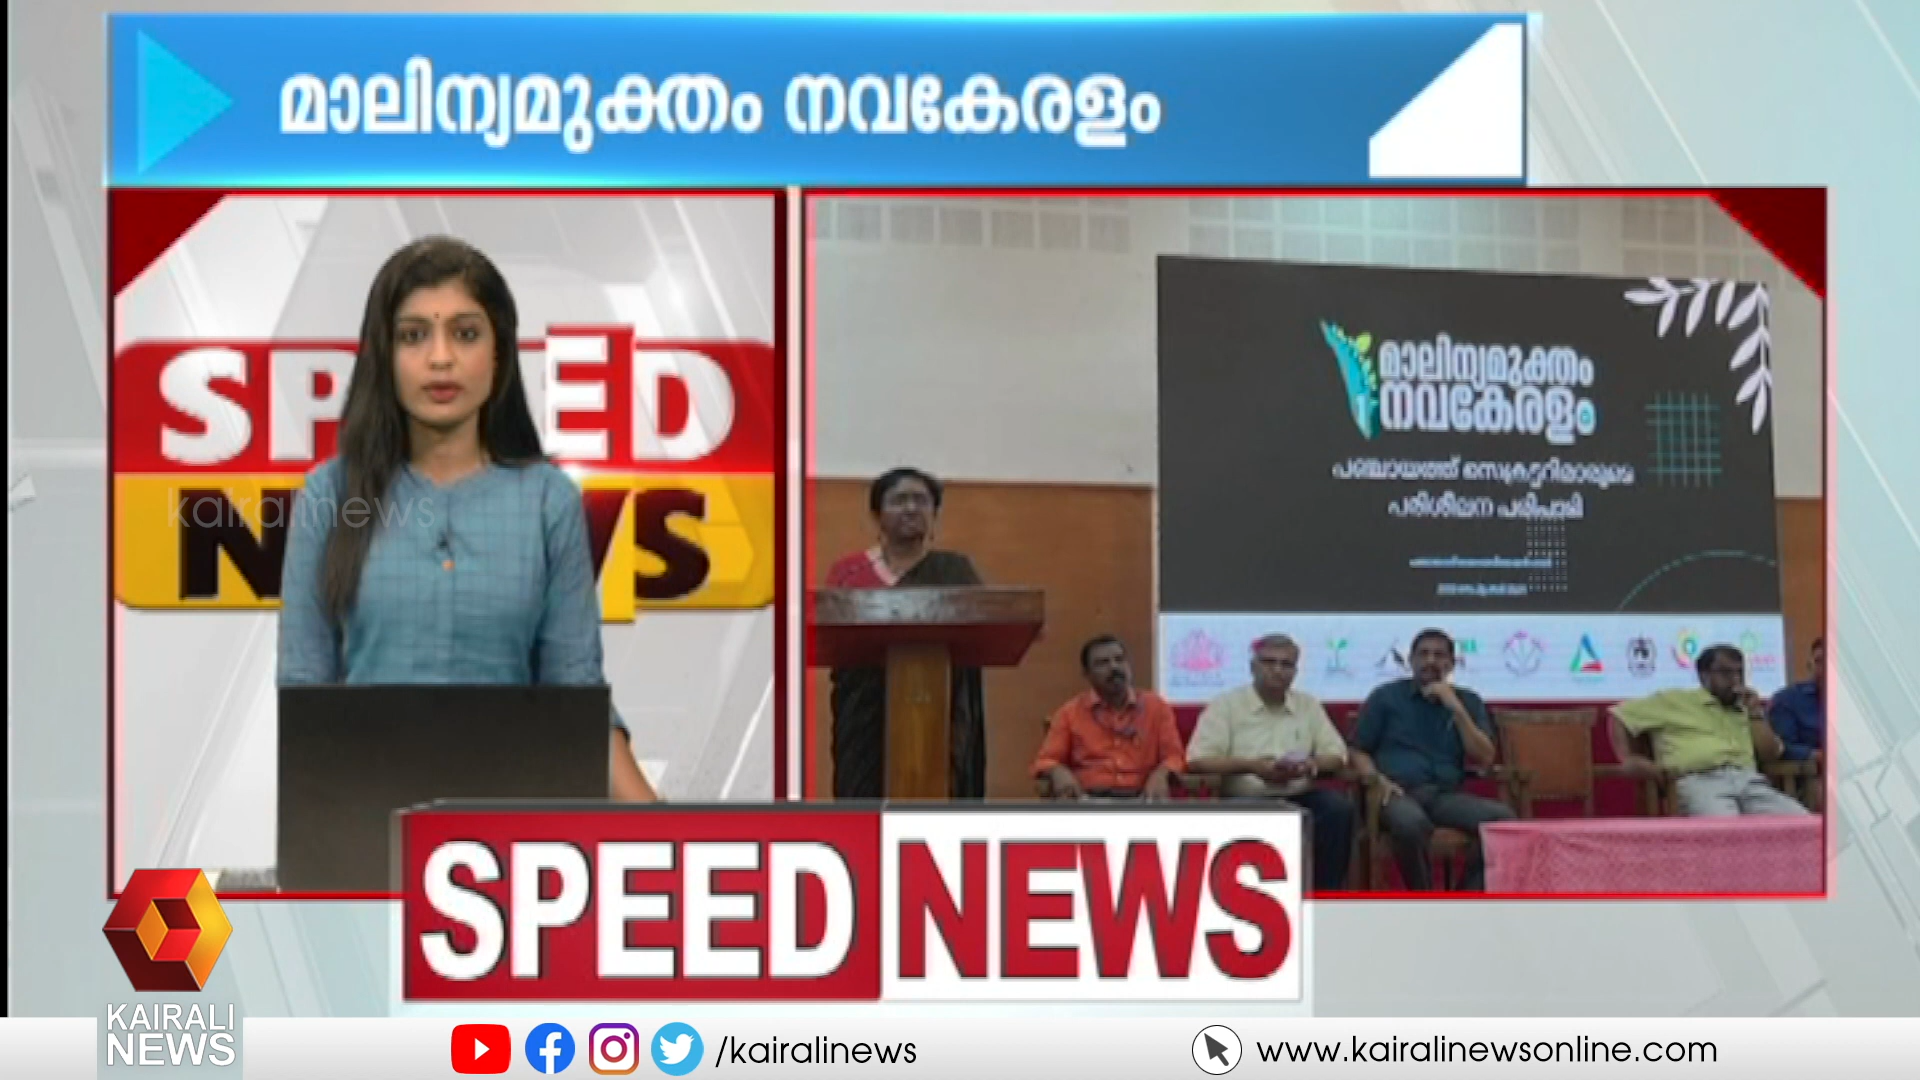 മാലിന്യമുക്തം നവകേരളം
SPEED
NEWS
kairalinews
മാലിന്യമുക്തം
നവകേരളം
പഞ്ചായത്ത് സെക്രട്ടറിമാരുടെ
പരിശീലന പരിപാടി
SPEED NEWS
KAIRALI
NEWS
/kairalinews
www.kairalinewsonline.com